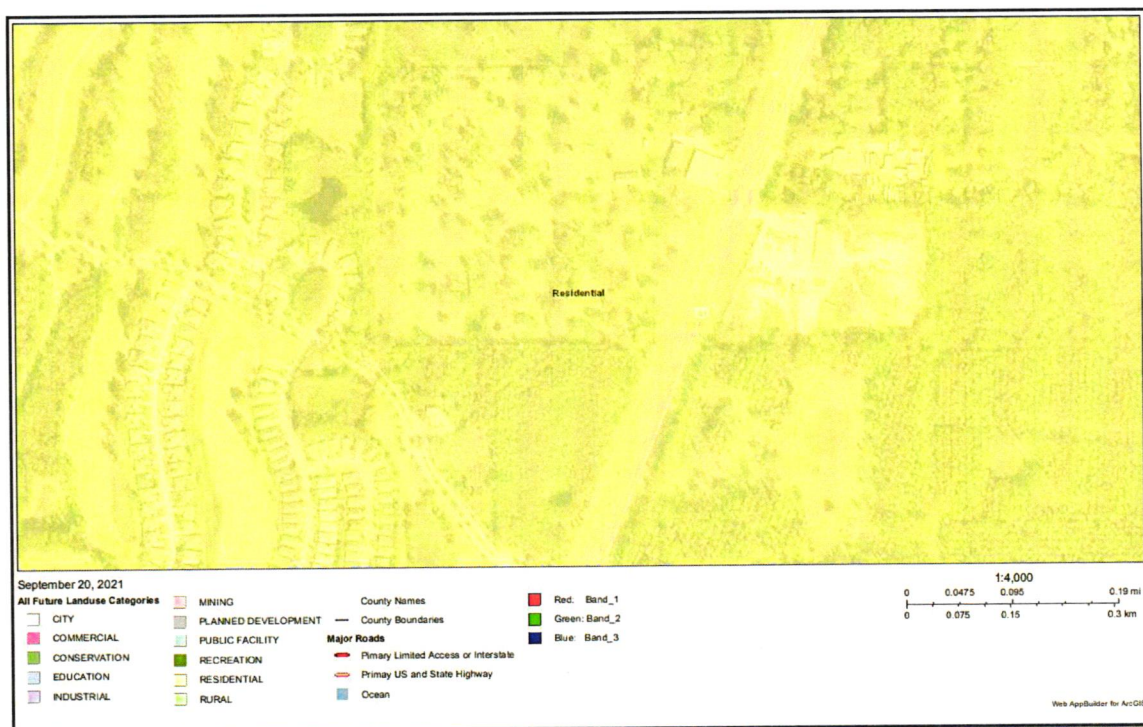 Residential
September 20, 2021
All Future Landuse Categories
CITY
COMMERCIAL
CONSERVATION
EDUCATION
INDUSTRIAL
MINING
PLANNED DEVELOPMENT
PUBLIC FACILITY
RECREATION
RESIDENTIAL
RURAL
County Names
County Boundaries
Major Roads
Pimary Limited Access or Interstate
Primay US and State Highway
Ocean
Red: Band_1
Green: Band_2
Blue: Band_3
1:4,000
0 0.0475 0.095 0.19 mi
0 0.075 0.15 0.3 km
Web AppBuilder for ArcGIS